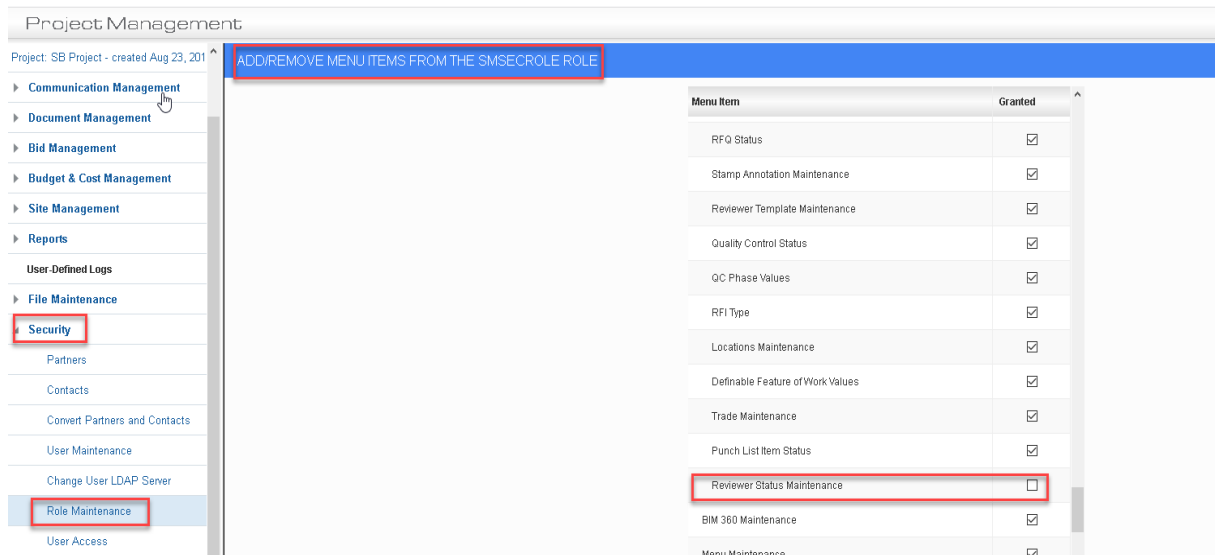 Project Management
Project: SB Project - created Aug 23, 201
Communication Management
Document Management
Bid Management
Budget & Cost Management
Site Management
Reports
User-Defined Logs
File Maintenance
Security
Partners
Contacts
Convert Partners and Contacts
User Maintenance
Change User LDAP Server
Role Maintenance
User Access
ADD/REMOVE MENU ITEMS FROM THE SMSECROLE ROLE
Menu Item Granted
RFQ Status
Stamp Annotation Maintenance
Reviewer Template Maintenance
Quality Control Status
QC Phase Values
RFI Type
Locations Maintenance
Definable Feature of Work Values
Trade Maintenance
Punch List Item Status
Reviewer Status Maintenance
BIM 360 Maintenance
Menu Maintenance